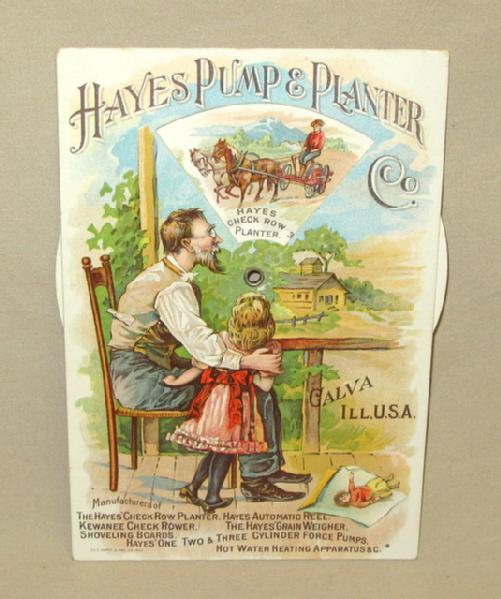 HAYES PUMP & PLANTER
CO.
HAYES
CHECK ROW
PLANTER.
GALVA
ILL. U.S.A.
Manufacturers of
THE HAYES' CHECK ROW PLANTER. HAYES AUTOMATIC REEL.
KEWANEE CHECK ROWER. THE HAYES' GRAIN WEIGHER.
SHOVELING BOARDS.
HAYES' ONE TWO & THREE CYLINDER FORCE PUMPS,
HOT WATER HEATING APPARATUS &C.